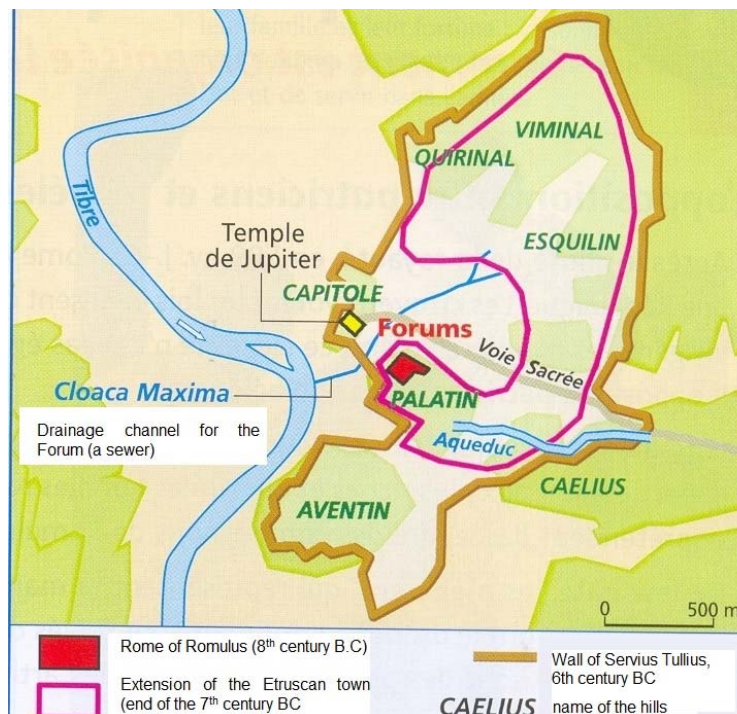 VIMINAL
QUIRINAL
Tibre
ESQUILIN
Temple
de Jupiter
CAPITOLE
Forums
Voie Sacrée
Cloaca Maxima
PALATIN
Drainage channel for the
Forum (a sewer)
Aqueduc
CAELIUS
AVENTIN
0 500 m
Rome of Romulus (8th century B.C)
Extension of the Etruscan town
(end of the 7th century BC
Wall of Servius Tullius,
6th century BC
CAELIUS name of the hills